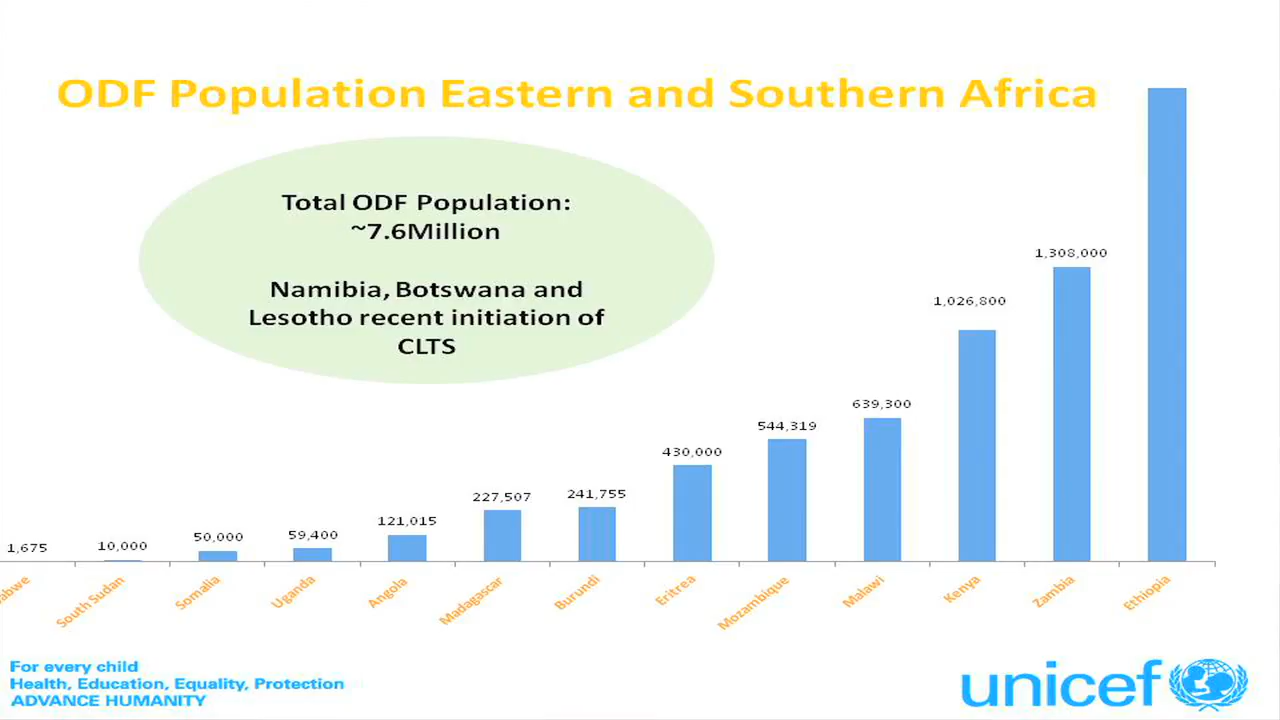 ODF Population Eastern and Southern Africa
Total ODF Population:
~7.6Million
Namibia, Botswana and
Lesotho recent initiation of
CLTS
1,675
10,000
50,000
59,400
121,015
227,507
241,755
430,000
544,319
639,300
1,026,800
1,308,000
South Sudan
Somalia
Uganda
Angola
Madagascar
Burundi
Eritrea
Mozambique
Malawi
Kenya
Zambia
Ethiopia
For every child
Health, Education, Equality, Protection
ADVANCE HUMANITY
unicef